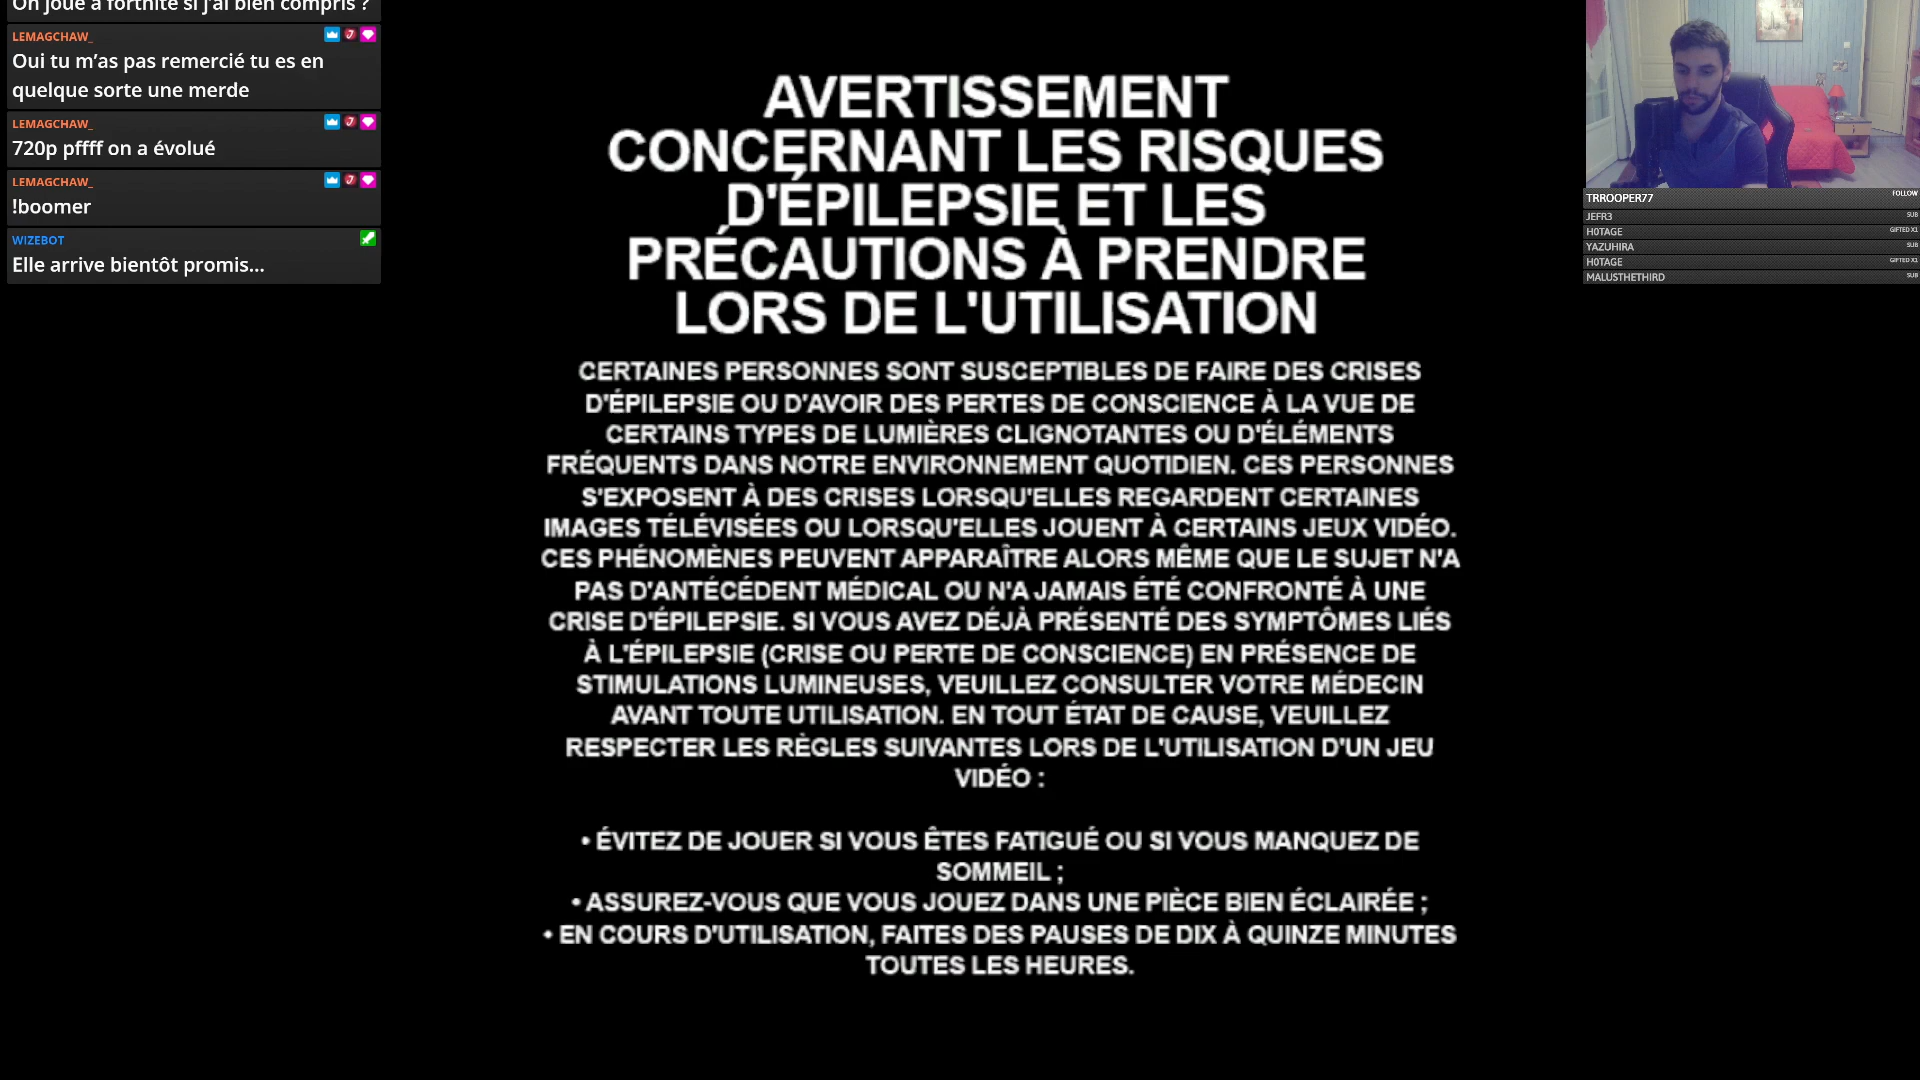 On joue à fortnite si j'ai bien compris ?
LEMAGCHAW_
Oui tu m'as pas remercié tu es en
quelque sorte une merde
LEMAGCHAW_
720p pffff on a évolué
LEMAGCHAW_
!boomer
WIZEBOT
Elle arrive bientôt promis...
AVERTISSEMENT
CONCERNANT LES RISQUES
D'ÉPILEPSIE ET LES
PRÉCAUTIONS À PRENDRE
LORS DE L'UTILISATION
CERTAINES PERSONNES SONT SUSCEPTIBLES DE FAIRE DES CRISES
D'ÉPILEPSIE OU D'AVOIR DES PERTES DE CONSCIENCE À LA VUE DE
CERTAINS TYPES DE LUMIÈRES CLIGNOTANTES OU D'ÉLÉMENTS
FRÉQUENTS DANS NOTRE ENVIRONNEMENT QUOTIDIEN. CES PERSONNES
S'EXPOSENT À DES CRISES LORSQU'ELLES REGARDENT CERTAINES
IMAGES TÉLÉVISÉES OU LORSQU'ELLES JOUENT À CERTAINS JEUX VIDÉO.
CES PHÉNOMÈNES PEUVENT APPARAÎTRE ALORS MÊME QUE LE SUJET N'A
PAS D'ANTÉCÉDENT MÉDICAL OU N'A JAMAIS ÉTÉ CONFRONTÉ À UNE
CRISE D'ÉPILEPSIE. SI VOUS AVEZ DÉJÀ PRÉSENTÉ DES SYMPTÔMES LIÉS
À L'ÉPILEPSIE (CRISE OU PERTE DE CONSCIENCE) EN PRÉSENCE DE
STIMULATIONS LUMINEUSES, VEUILLEZ CONSULTER VOTRE MÉDECIN
AVANT TOUTE UTILISATION. EN TOUT ÉTAT DE CAUSE, VEUILLEZ
RESPECTER LES RÈGLES SUIVANTES LORS DE L'UTILISATION D'UN JEU
VIDÉO :
• ÉVITEZ DE JOUER SI VOUS ÊTES FATIGUÉ OU SI VOUS MANQUEZ DE
SOMMEIL ;
• ASSUREZ-VOUS QUE VOUS JOUEZ DANS UNE PIÈCE BIEN ÉCLAIRÉE ;
• EN COURS D'UTILISATION, FAITES DES PAUSES DE DIX À QUINZE MINUTES
TOUTES LES HEURES.
TRROOPER77 FOLLOW
JEFR3 SUB
H0TAGE GIFTED X1
YAZUHIRA SUB
H0TAGE GIFTED X1
MALUSTHETHIRD SUB